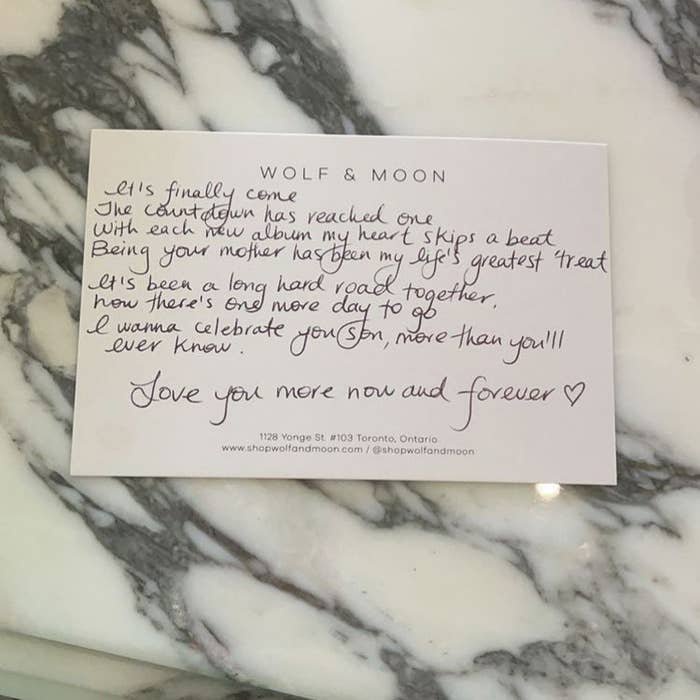 WOLF & MOON
It's finally come
The countdown has reached one
With each new album my heart skips a beat
Being your mother has been my life's greatest treat
It's been a long hard road together,
now there's one more day to go
I wanna celebrate you son, more than you'll
ever know.
Love you more now and forever ♡
1128 Yonge St. #103 Toronto, Ontario
www.shopwolfandmoon.com / @shopwolfandmoon